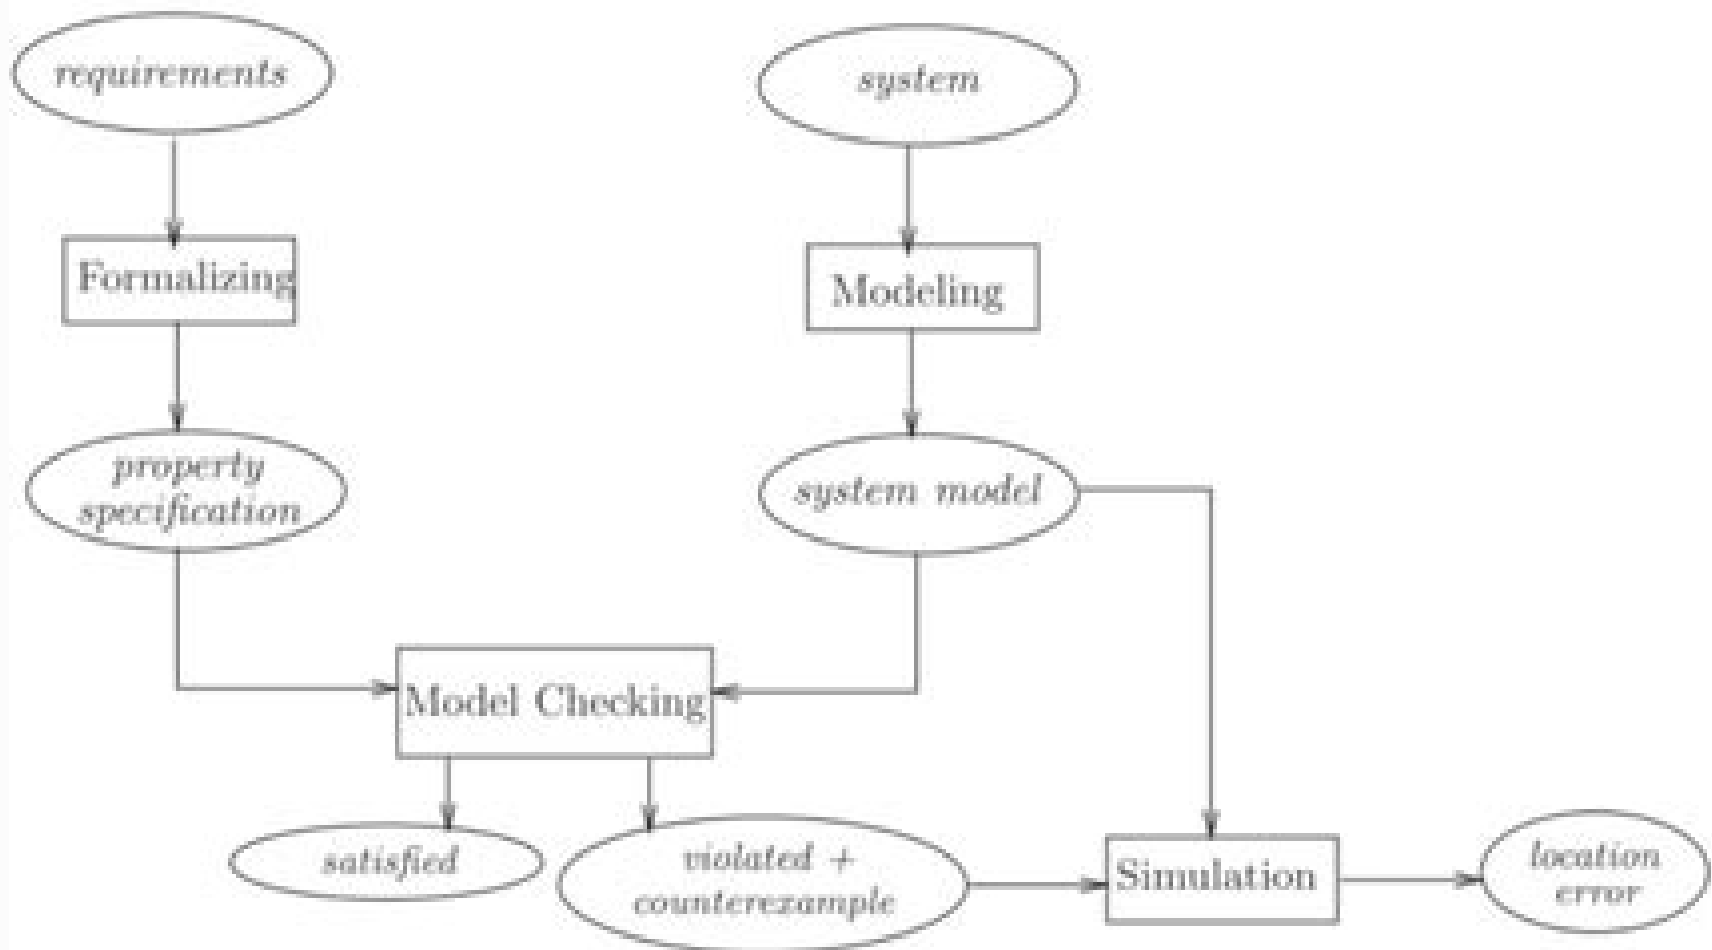 requirements
system
Formalizing
Modeling
property
specification
system model
Model Checking
satisfied
violated +
counterexample
Simulation
location
error